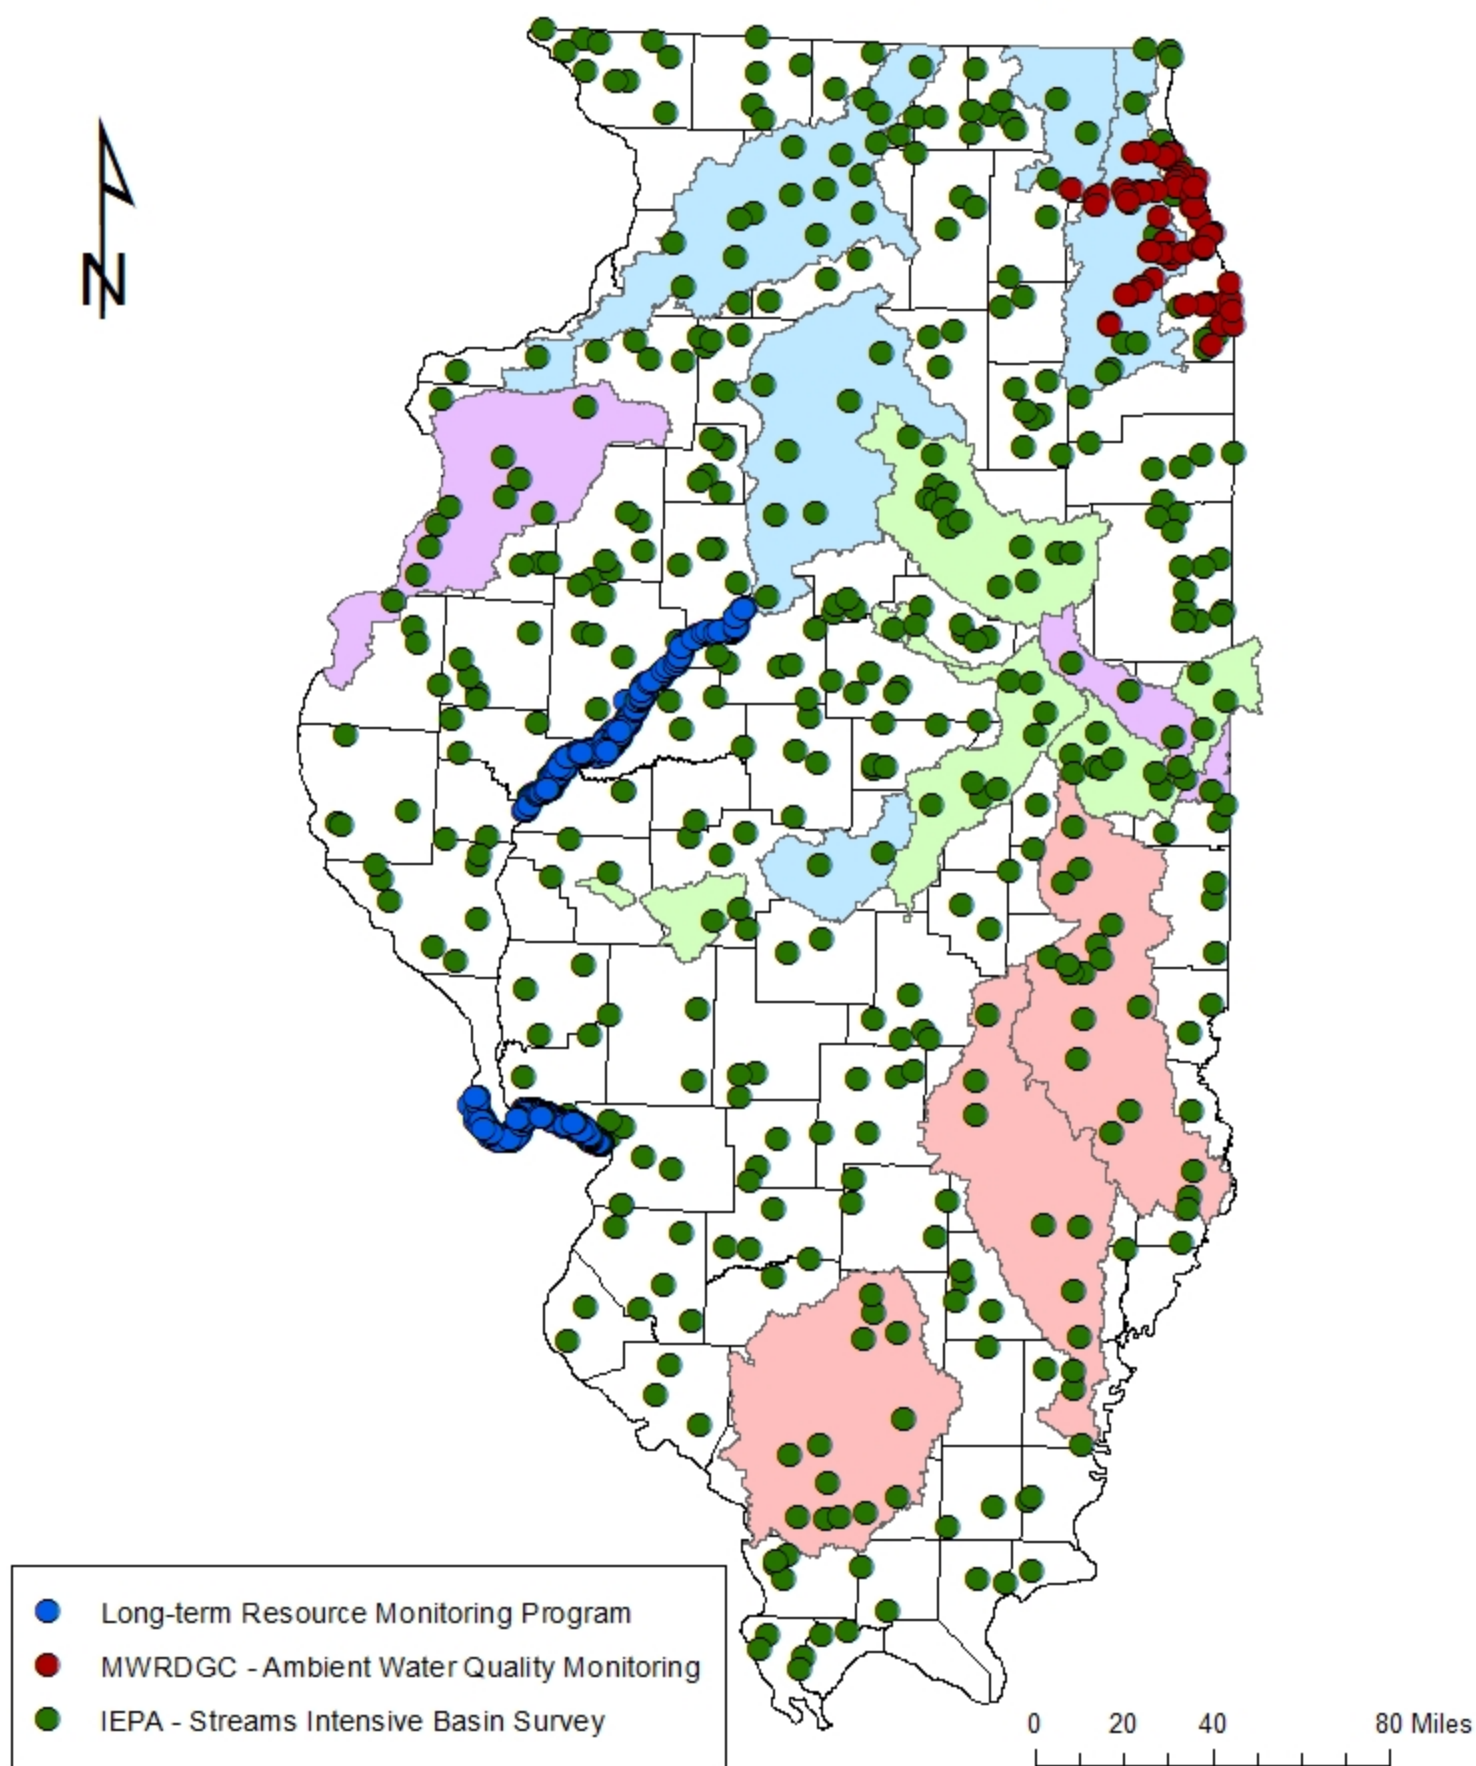 N
Long-term Resource Monitoring Program
MWRDGC - Ambient Water Quality Monitoring
IEPA - Streams Intensive Basin Survey
0 20 40 80 Miles